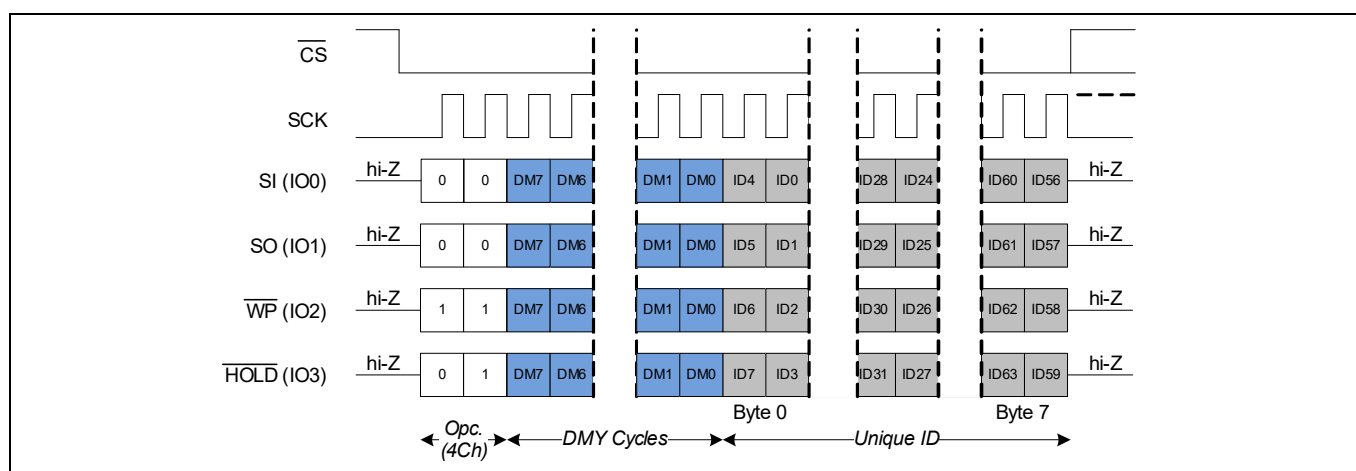 CS
SCK
SI (IO0) hi-Z 0 0 DM7 DM6 DM1 DM0 ID4 ID0 ID28 ID24 ID60 ID56 hi-Z
SO (IO1) hi-Z 0 0 DM7 DM6 DM1 DM0 ID5 ID1 ID29 ID25 ID61 ID57 hi-Z
WP (IO2) hi-Z 1 1 DM7 DM6 DM1 DM0 ID6 ID2 ID30 ID26 ID62 ID58 hi-Z
HOLD (IO3) hi-Z 0 1 DM7 DM6 DM1 DM0 ID7 ID3 ID31 ID27 ID63 ID59 hi-Z
Byte 0 Byte 7
Opc.
(4Ch) DMY Cycles Unique ID